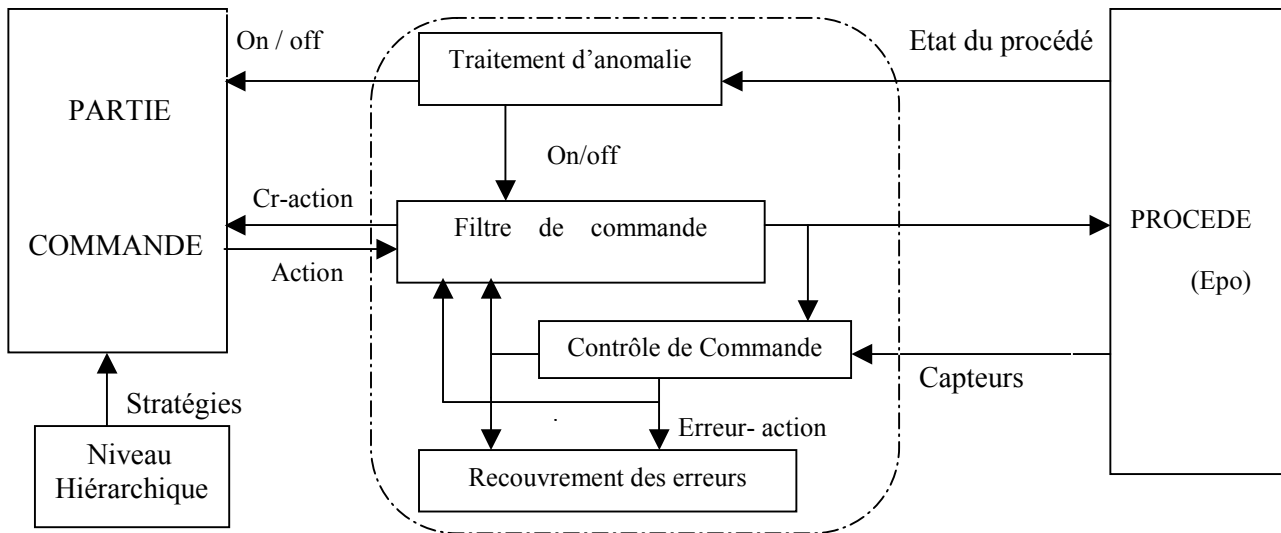 On / off
Traitement d’anomalie
Etat du procédé
PARTIE
On/off
Cr-action
Filtre de commande
PROCEDE
COMMANDE
Action
(Epo)
Contrôle de Commande
Capteurs
Stratégies
Erreur- action
Niveau
Hiérarchique
Recouvrement des erreurs